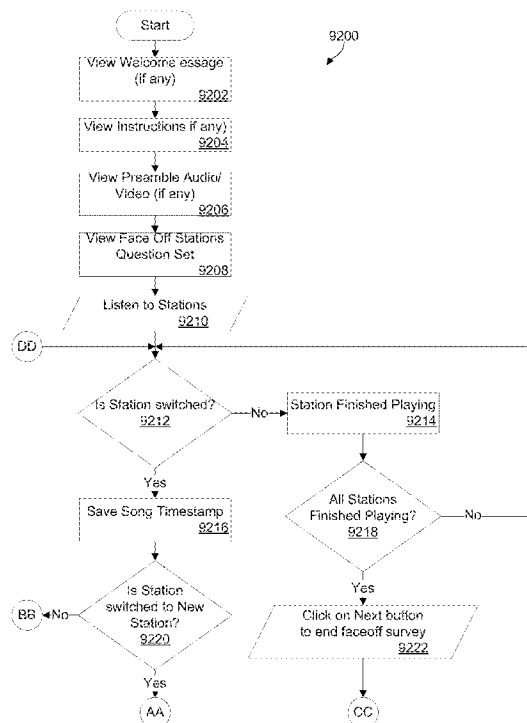 Start
9200
View Welcome essage
(if any)
9202
View Instructions if any)
9204
View Preamble Audio/
Video (if any)
9206
View Face Off Stations
Question Set
9208
Listen to Stations
9210
DD
Is Station switched?
9212
No
Station Finished Playing
9214
Yes
Save Song Timestamp
9216
All Stations
Finished Playing?
9218
No
Yes
Is Station
switched to New
Station?
9220
No
BB
Click on Next button
to end faceoff survey
9222
Yes
AA
CC